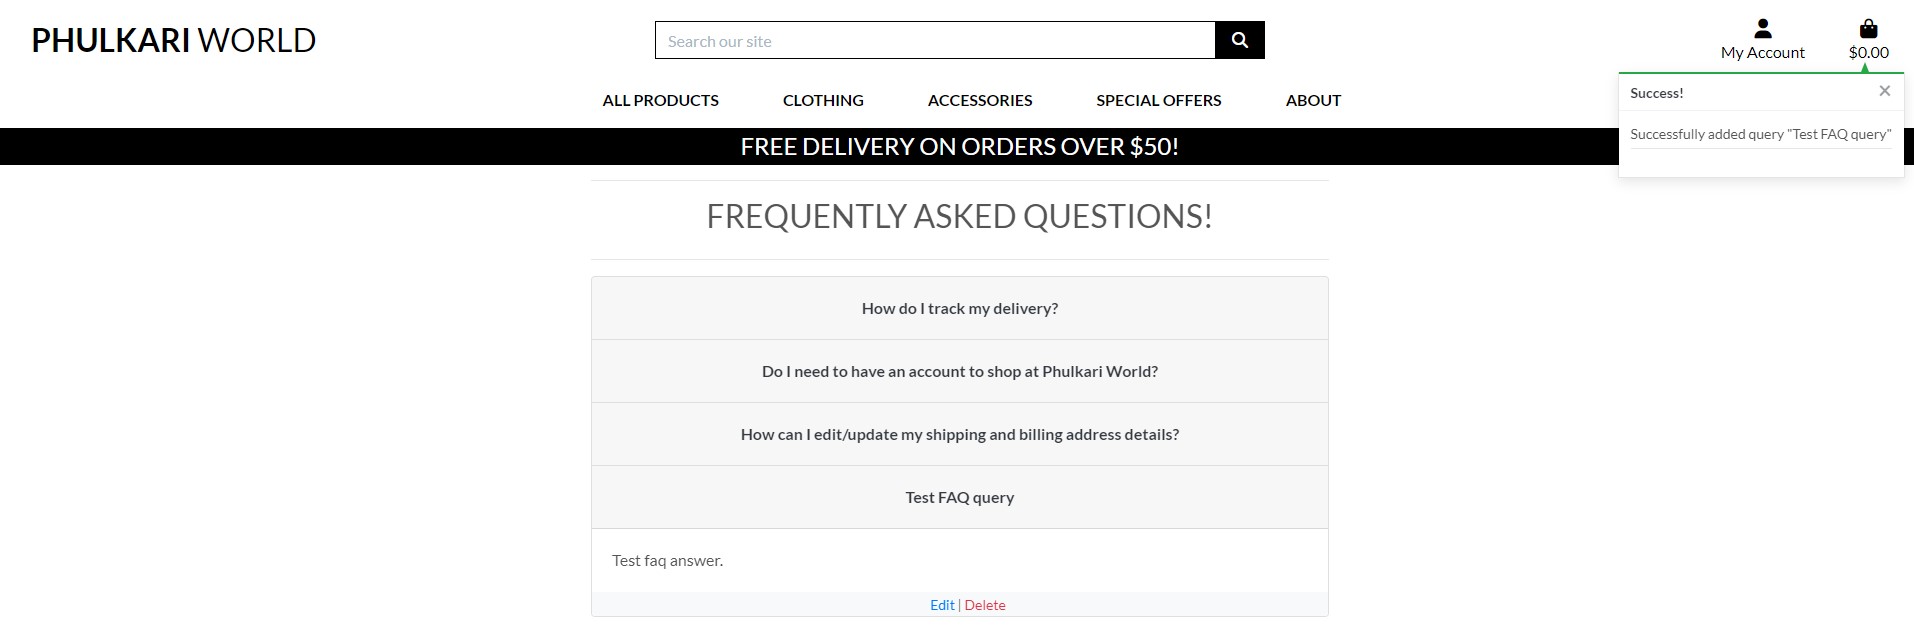 PHULKARI WORLD
Search our site
My Account
$0.00
ALL PRODUCTS
CLOTHING
ACCESSORIES
SPECIAL OFFERS
ABOUT
Success!
×
Successfully added query "Test FAQ query"
FREE DELIVERY ON ORDERS OVER $50!
FREQUENTLY ASKED QUESTIONS!
How do I track my delivery?
Do I need to have an account to shop at Phulkari World?
How can I edit/update my shipping and billing address details?
Test FAQ query
Test faq answer.
Edit | Delete